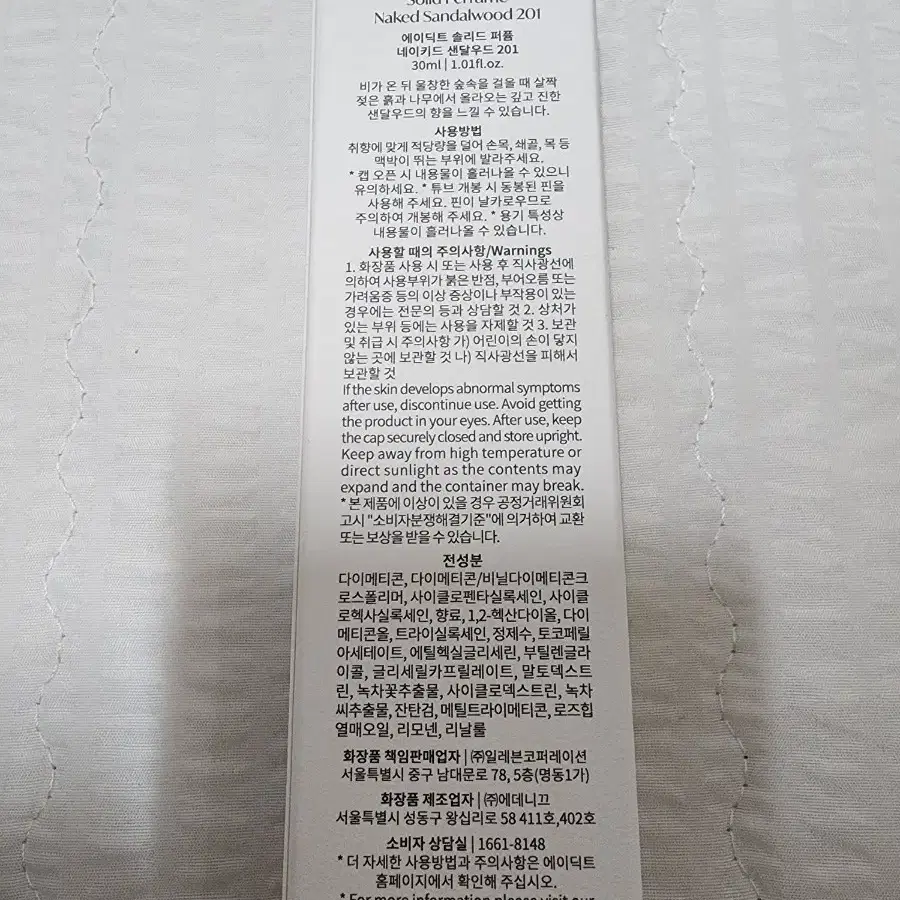 Solid Perfume
Naked Sandalwood 201
에이딕트 솔리드 퍼퓸
네이키드 샌달우드 201
30ml | 1.01fl.oz.
비가 온 뒤 울창한 숲속을 걸을 때 살짝
젖은 흙과 나무에서 올라오는 깊고 진한
샌달우드의 향을 느낄 수 있습니다.
사용방법
취향에 맞게 적당량을 덜어 손목, 쇄골, 목 등
맥박이 뛰는 부위에 발라주세요.
* 캡 오픈 시 내용물이 흘러나올 수 있으니
유의하세요. * 튜브 개봉 시 동봉된 핀을
사용해 주세요. 핀이 날카로우므로
주의하여 개봉해 주세요. * 용기 특성상
내용물이 흘러나올 수 있습니다.
사용할 때의 주의사항/Warnings
1. 화장품 사용 시 또는 사용 후 직사광선에
의하여 사용부위가 붉은 반점, 부어오름 또는
가려움증 등의 이상 증상이나 부작용이 있는
경우에는 전문의 등과 상담할 것 2. 상처가
있는 부위 등에는 사용을 자제할 것 3. 보관
및 취급 시 주의사항 가) 어린이의 손이 닿지
않는 곳에 보관할 것 나) 직사광선을 피해서
보관할 것
If the skin develops abnormal symptoms
after use, discontinue use. Avoid getting
the product in your eyes. After use, keep
the cap securely closed and store upright.
Keep away from high temperature or
direct sunlight as the contents may
expand and the container may break.
* 본 제품에 이상이 있을 경우 공정거래위원회
고시 "소비자분쟁해결기준"에 의거하여 교환
또는 보상을 받을 수 있습니다.
전성분
다이메티콘, 다이메티콘/비닐다이메티콘크
로스폴리머, 사이클로펜타실록세인, 사이클
로헥사실록세인, 향료, 1,2-헥산다이올, 다이
메티콘올, 트라이실록세인, 정제수, 토코페릴
아세테이트, 에틸헥실글리세린, 부틸렌글라
이콜, 글리세릴카프릴레이트, 말토덱스트
린, 녹차꽃추출물, 사이클로덱스트린, 녹차
씨추출물, 잔탄검, 메틸트라이메티콘, 로즈힙
열매오일, 리모넨, 리날룰
화장품 책임판매업자 | ㈜일레븐코퍼레이션
서울특별시 중구 남대문로 78, 5층(명동1가)
화장품 제조업자 | ㈜에데니끄
서울특별시 성동구 왕십리로 58 411호,402호
소비자 상담실 | 1661-8148
* 더 자세한 사용방법과 주의사항은 에이딕트
홈페이지에서 확인해 주십시오.
* For more information please visit our